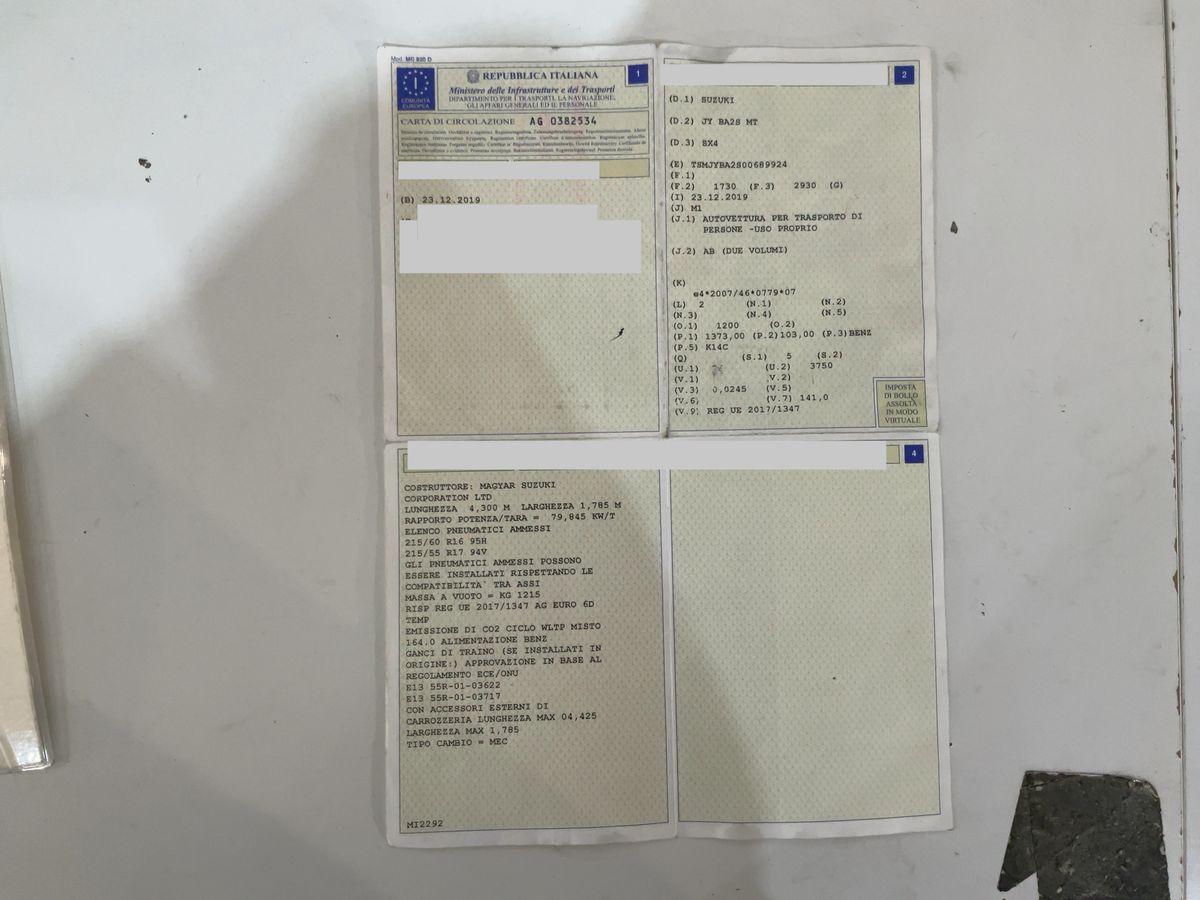 Mod. MC 820 D
COMUNITÀ
EUROPEA
REPUBBLICA ITALIANA
1
Ministero delle Infrastrutture e dei Trasporti
DIPARTIMENTO PER I TRASPORTI, LA NAVIGAZIONE,
GLI AFFARI GENERALI ED IL PERSONALE
CARTA DI CIRCOLAZIONE AG 0382534
(B) 23.12.2019
2
(D.1) SUZUKI
(D.2) JY BA2S MT
(D.3) SX4
(E) TSMJYBA2S00689924
(F.1)
(F.2) 1730 (F.3) 2930 (G)
(I) 23.12.2019
(J) M1
(J.1) AUTOVETTURA PER TRASPORTO DI
PERSONE -USO PROPRIO
(J.2) AB (DUE VOLUMI)
(K)
e4*2007/46*0779*07
(L) 2 (N.1) (N.2)
(N.3) (N.4) (N.5)
(O.1) 1200 (O.2)
(P.1) 1373,00 (P.2)103,00 (P.3)BENZ
(P.5) K14C
(Q) (S.1) 5 (S.2)
(U.1) (U.2) 3750
(V.1) (V.2)
(V.3) 0,0245 (V.5)
(V.6) (V.7) 141,0
(V.9) REG UE 2017/1347
IMPOSTA
DI BOLLO
ASSOLTA
IN MODO
VIRTUALE
COSTRUTTORE: MAGYAR SUZUKI
CORPORATION LTD
LUNGHEZZA 4,300 M LARGHEZZA 1,785 M
RAPPORTO POTENZA/TARA = 79,845 KW/T
ELENCO PNEUMATICI AMMESSI
215/60 R16 95H
215/55 R17 94V
GLI PNEUMATICI AMMESSI POSSONO
ESSERE INSTALLATI RISPETTANDO LE
COMPATIBILITA` TRA ASSI
MASSA A VUOTO = KG 1215
RISP REG UE 2017/1347 AG EURO 6D
TEMP
EMISSIONE DI CO2 CICLO WLTP MISTO
164.0 ALIMENTAZIONE BENZ
GANCI DI TRAINO (SE INSTALLATI IN
ORIGINE:) APPROVAZIONE IN BASE AL
REGOLAMENTO ECE/ONU
E13 55R-01-03622
E13 55R-01-03717
CON ACCESSORI ESTERNI DI
CARROZZERIA LUNGHEZZA MAX 04,425
LARGHEZZA MAX 1,785
TIPO CAMBIO = MEC
MI2292
4